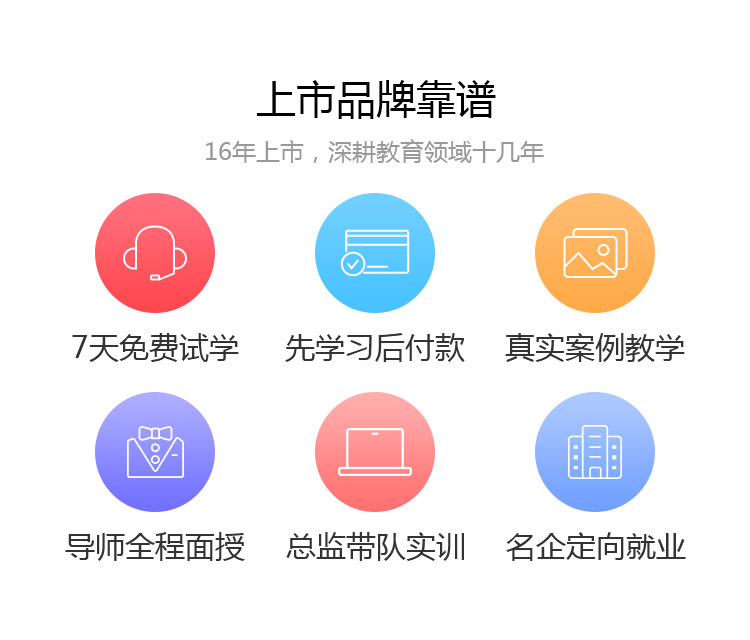 上市品牌靠谱
16年上市，深耕教育领域十几年
7天免费试学
先学习后付款
真实案例教学
导师全程面授
总监带队实训
名企定向就业